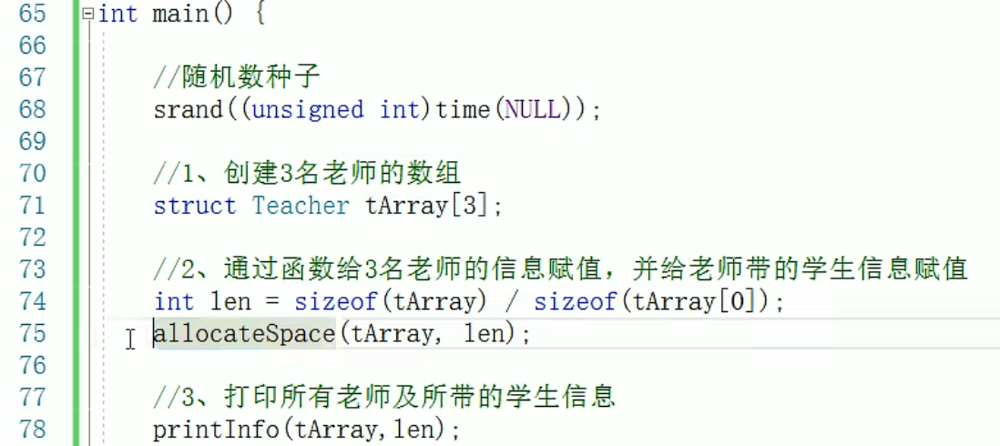 65 int main() {
66
67 //随机数种子
68 srand((unsigned int)time(NULL));
69
70 //1、创建3名老师的数组
71 struct Teacher tArray[3];
72
73 //2、通过函数给3名老师的信息赋值，并给老师带的学生信息赋值
74 int len = sizeof(tArray) / sizeof(tArray[0]);
75 allocateSpace(tArray, len);
76
77 //3、打印所有老师及所带的学生信息
78 printInfo(tArray,len);